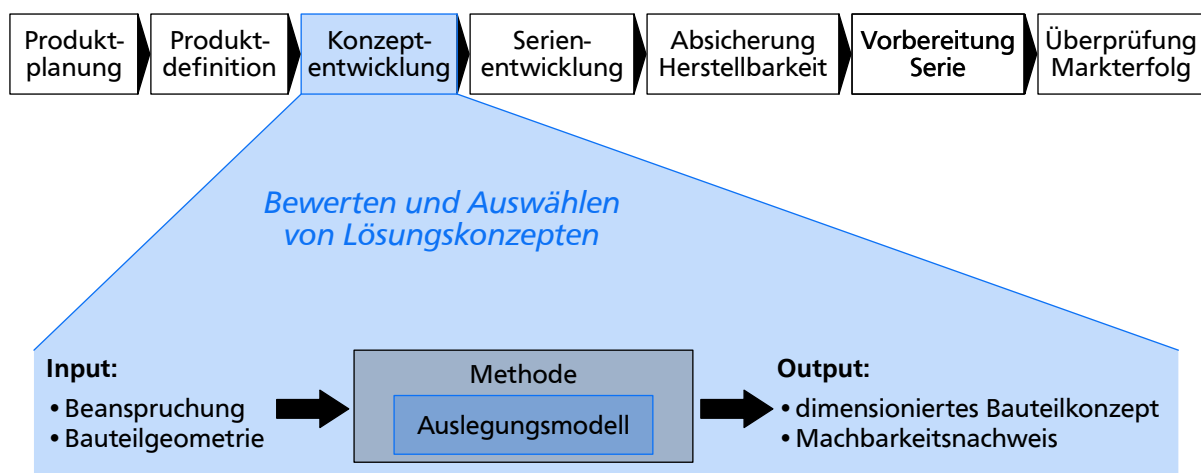 Produkt-
planung
Produkt-
definition
Konzept-
entwicklung
Serien-
entwicklung
Absicherung
Herstellbarkeit
Vorbereitung
Serie
Überprüfung
Markterfolg
Bewerten und Auswählen
von Lösungskonzepten
Input:
• Beanspruchung
• Bauteilgeometrie
Methode
Auslegungsmodell
Output:
• dimensioniertes Bauteilkonzept
• Machbarkeitsnachweis